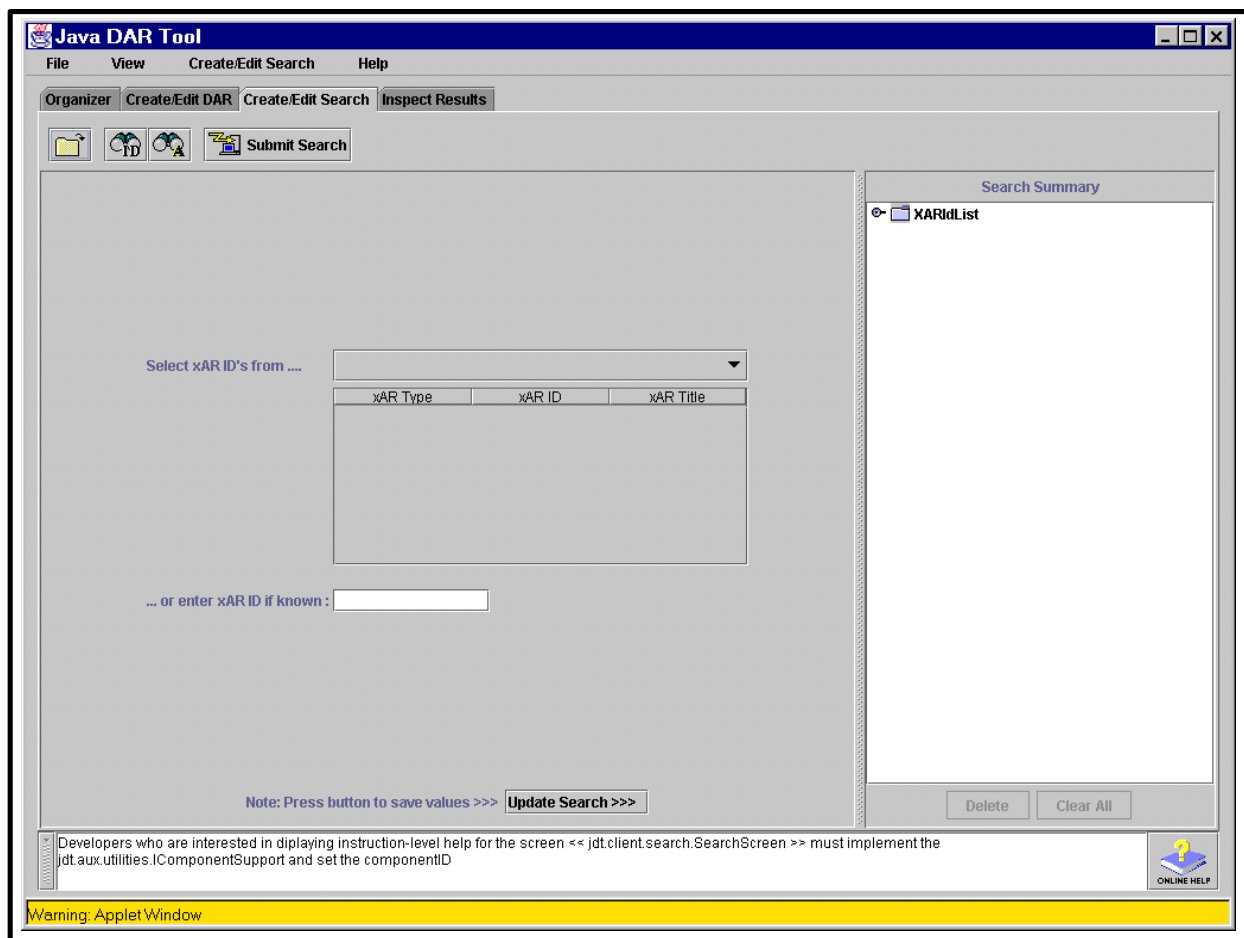 Java DAR Tool
File View Create/Edit Search Help
Organizer Create/Edit DAR Create/Edit Search Inspect Results
ID A Submit Search
Search Summary
XARIdList
Select xAR ID's from ....
xAR Type xAR ID xAR Title
... or enter xAR ID if known :
Note: Press button to save values >>> Update Search >>>
Delete Clear All
Developers who are interested in diplaying instruction-level help for the screen << jdt.client.search.SearchScreen >> must implement the
jdt.aux.utilities.IComponentSupport and set the componentID
?
ONLINE HELP
Warning: Applet Window